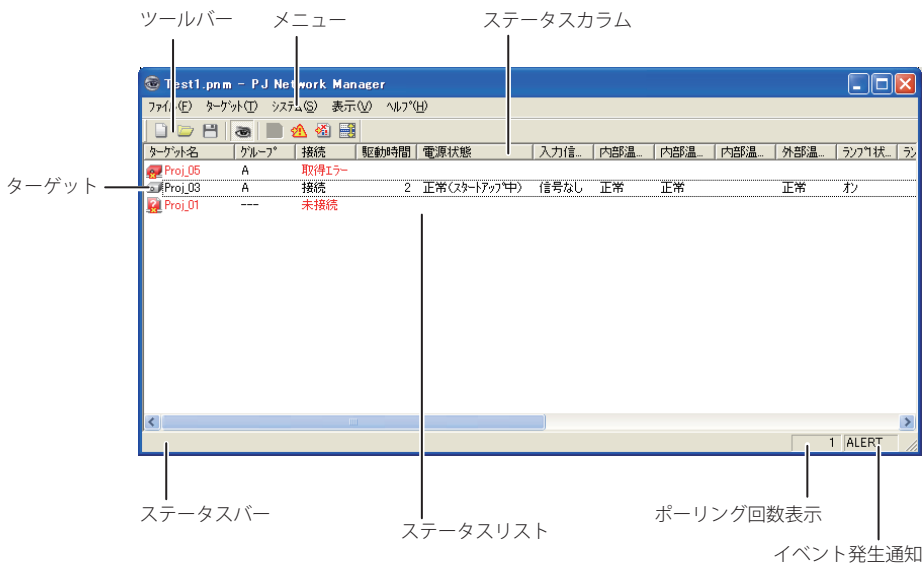 ツールバー メニュー ステータスカラム
Test1.pnm - PJ Network Manager
ファイル(F) ターゲット(T) システム(S) 表示(V) ヘルプ(H)
ターゲット名 グループ 接続 駆動時間 電源状態 入力信... 内部温... 内部温... 内部温... 外部温... ランプ1状... ラン
Proj_05 A 取得エラー
ターゲット
Proj_03 A 接続 2 正常(スタートアップ中) 信号なし 正常 正常 正常 オン
Proj_01 --- 未接続
1 ALERT
ステータスバー
ステータスリスト
ポーリング回数表示
イベント発生通知